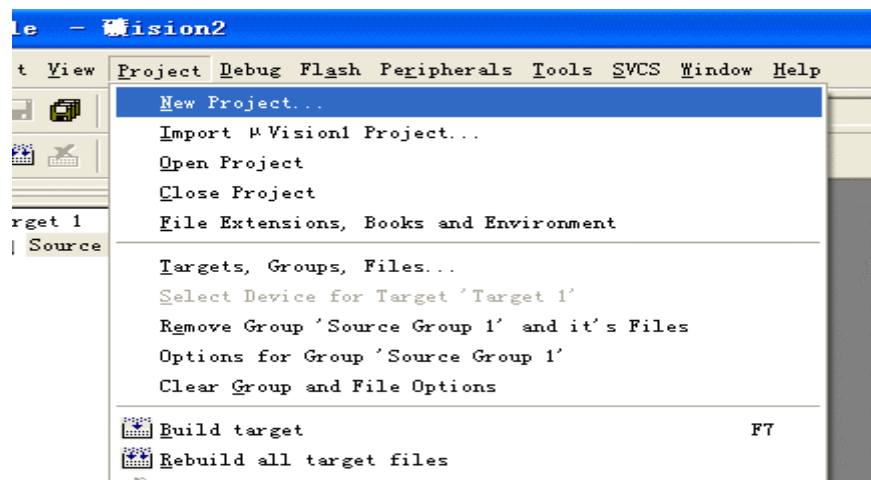 le - 礦ision2
t View Project Debug Flash Peripherals Tools SVCS Window Help
New Project...
Import μVision1 Project...
Open Project
Close Project
rget 1
File Extensions, Books and Environment
Source
Targets, Groups, Files...
Select Device for Target 'Target 1'
Remove Group 'Source Group 1' and it's Files
Options for Group 'Source Group 1'
Clear Group and File Options
Build target F7
Rebuild all target files